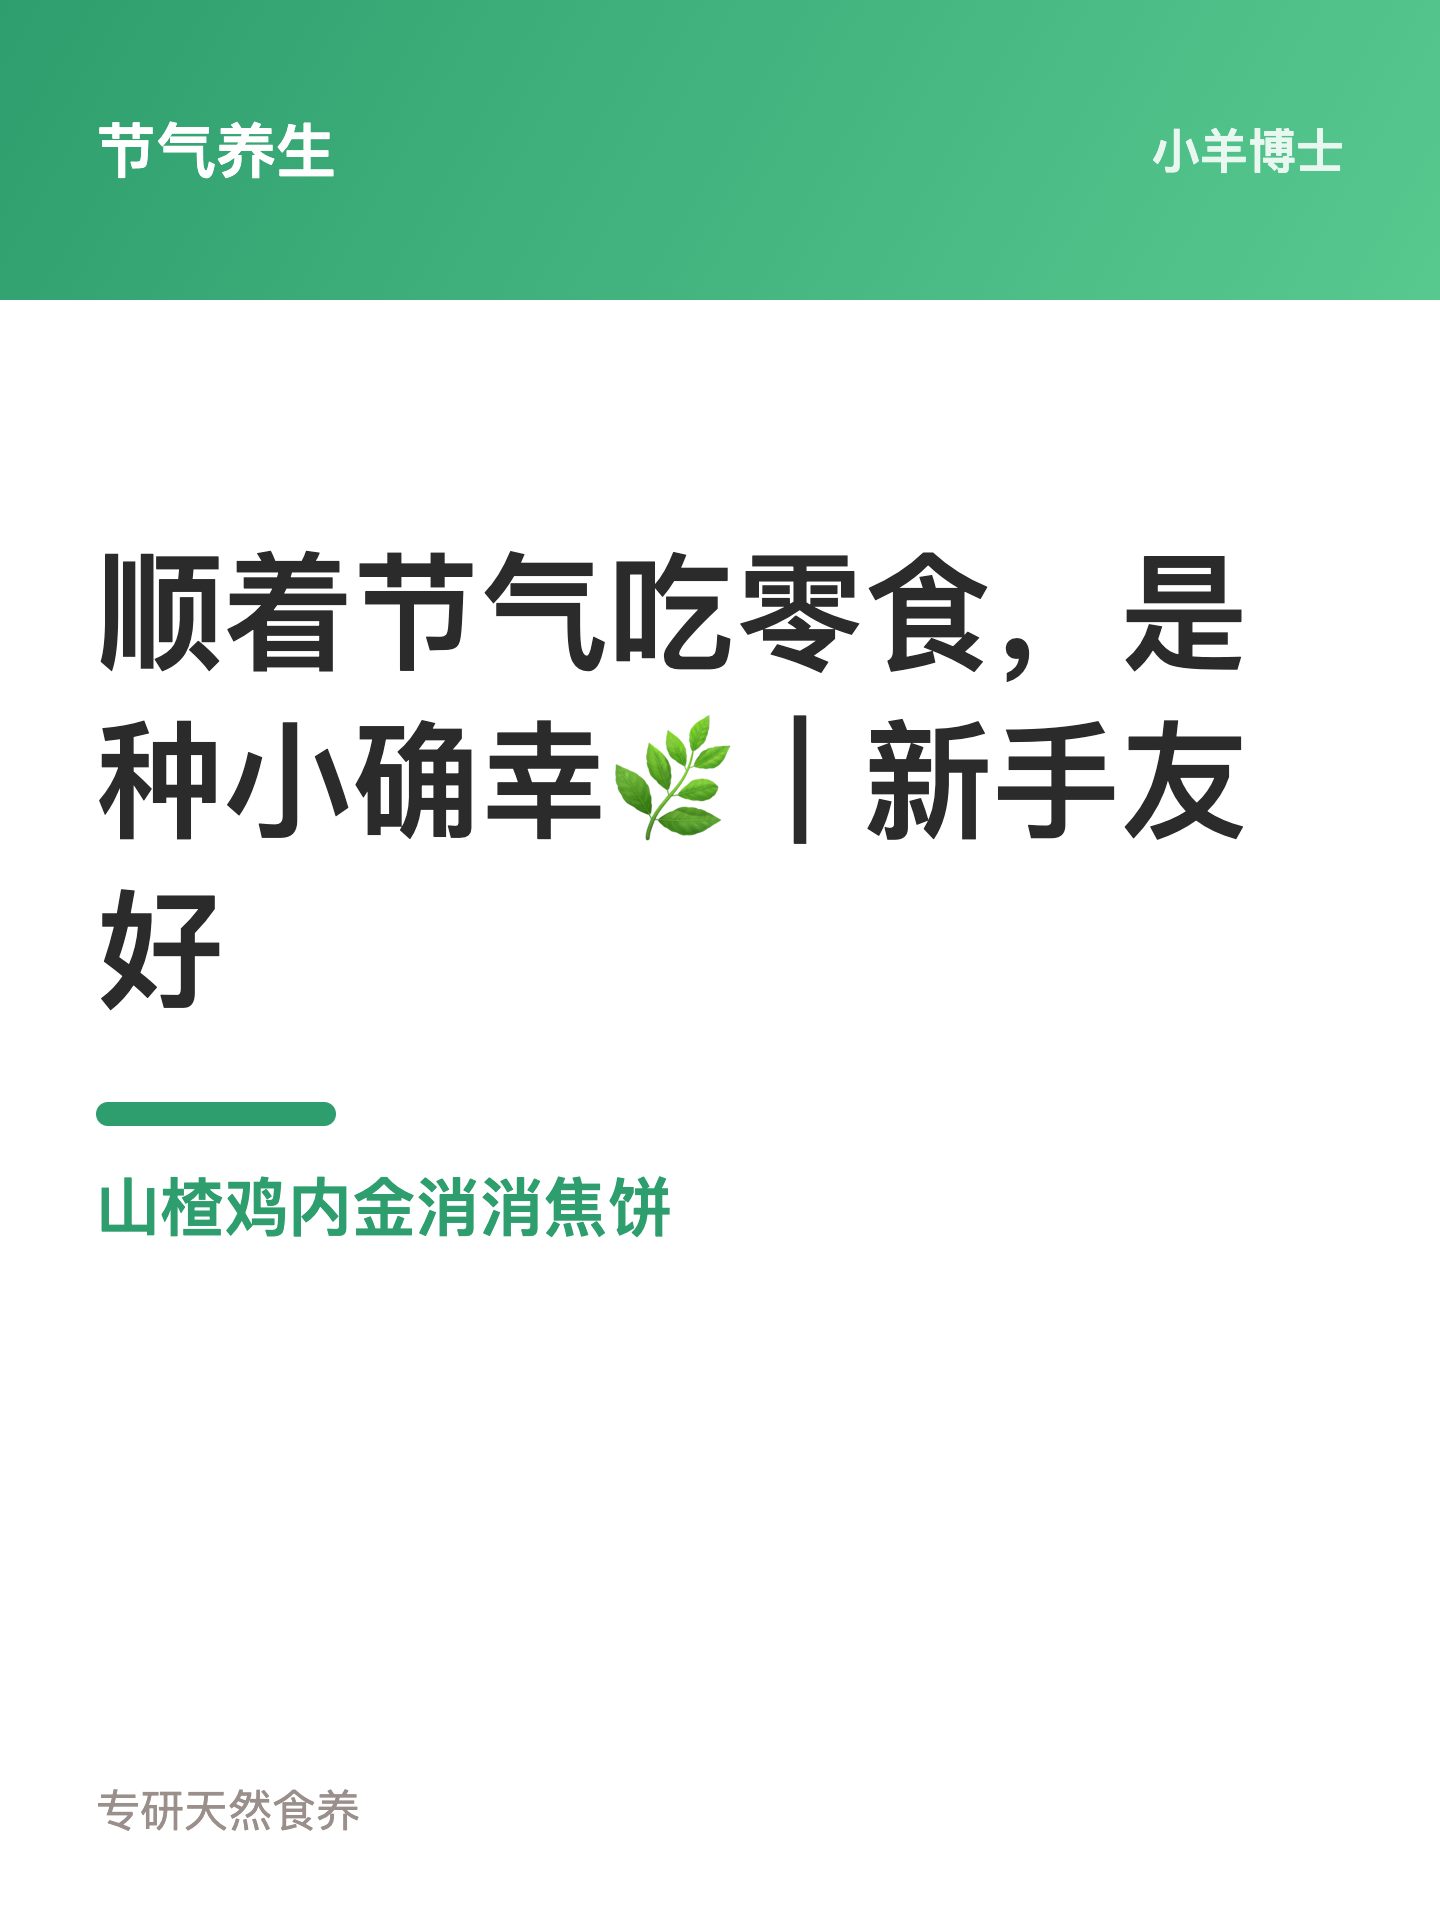 节气养生
小羊博士
顺着节气吃零食，是
种小确幸🌿｜新手友
好
山楂鸡内金消消焦饼
专研天然食养